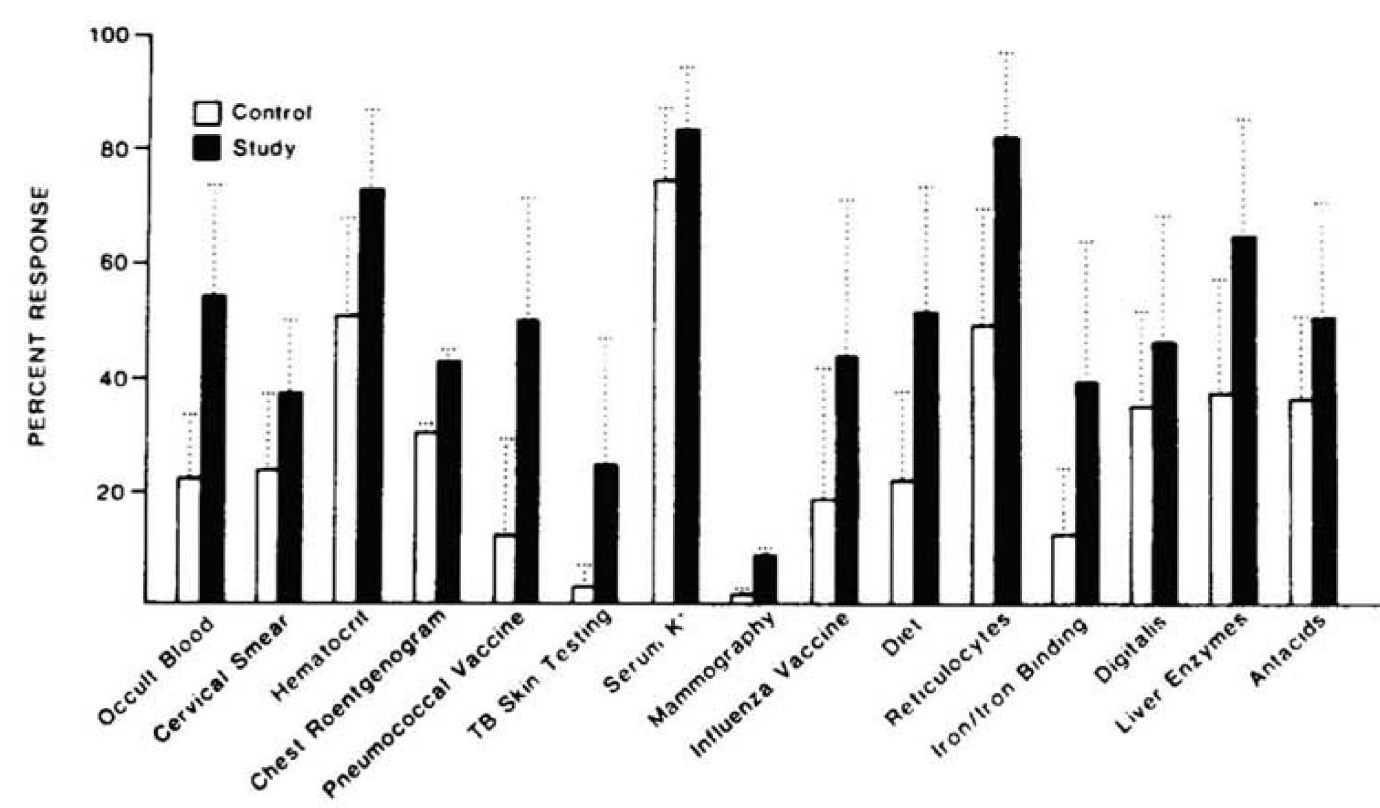 100
80
60
40
20
PERCENT RESPONSE
Control
Study
Occult Blood
Cervical Smear
Hematocrit
Chest Roentgenogram
Pneumococcal Vaccine
TB Skin Testing
Serum K+
Mammography
Influenza Vaccine
Diet
Reticulocytes
Iron/Iron Binding
Digitalis
Liver Enzymes
Antacids